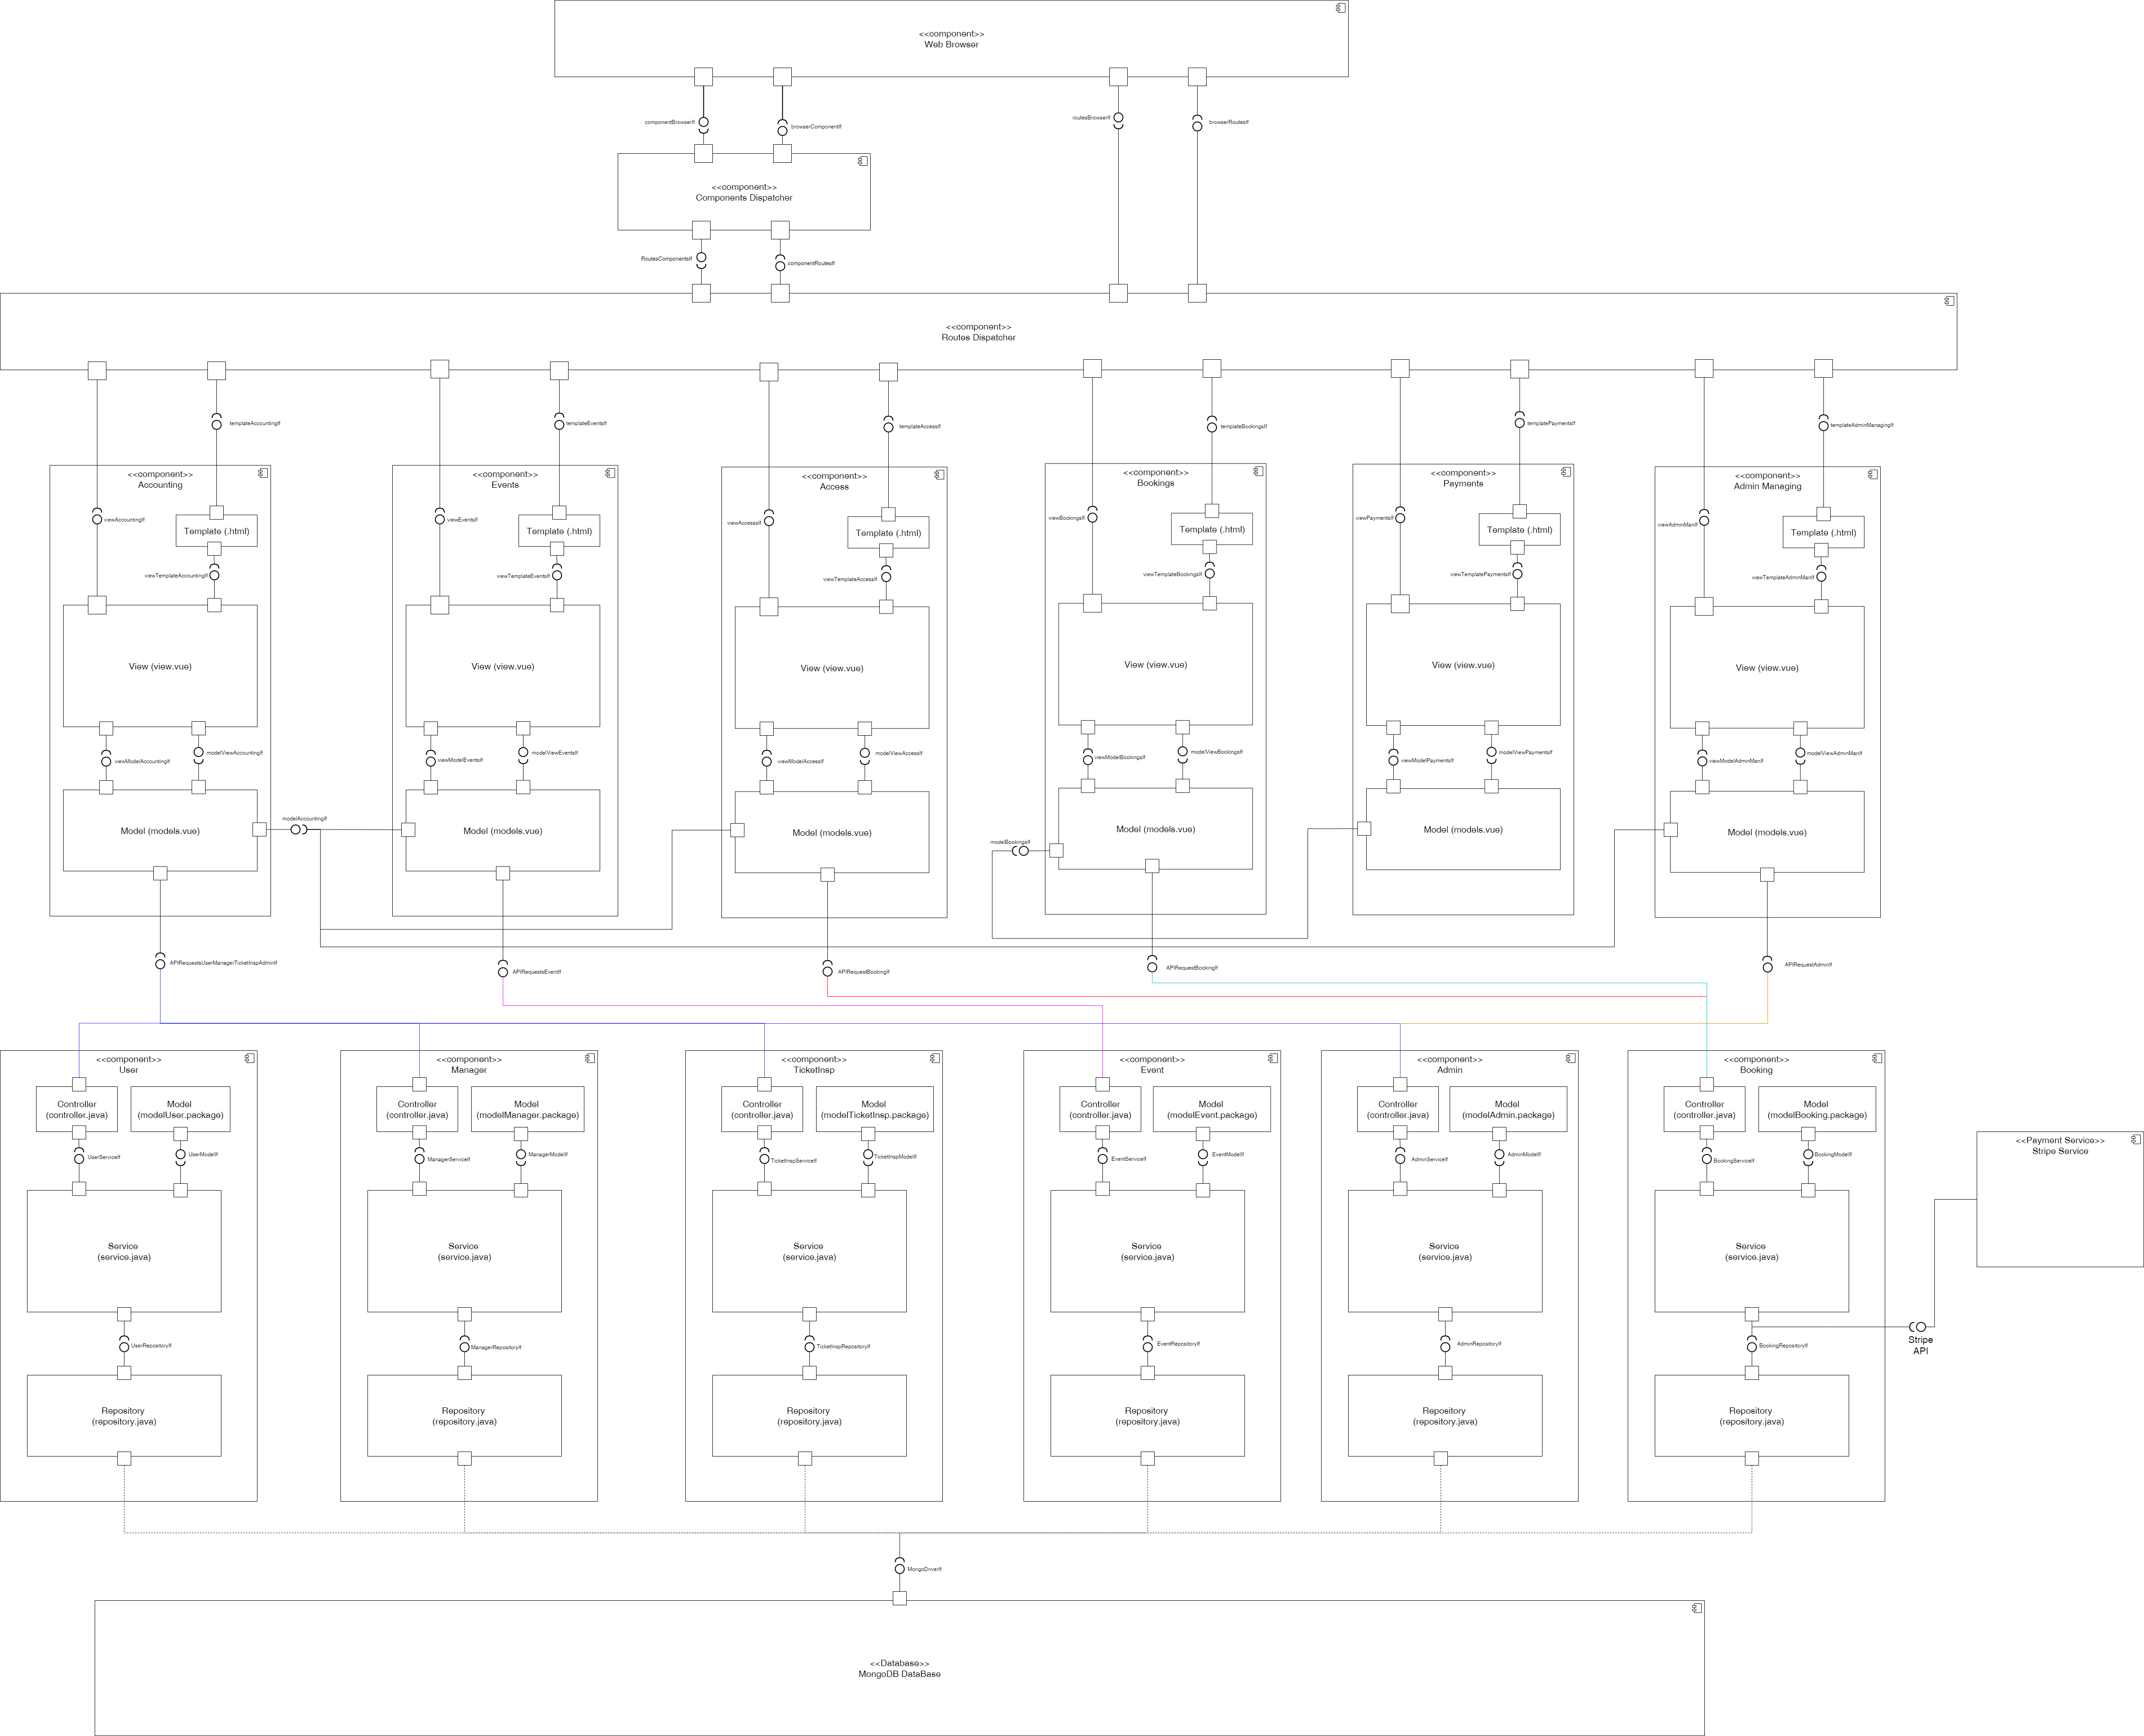 <<component>>
Web Browser
componentBrowserIf
browserComponentIf
routesBrowserIf
browserRoutesIf
<<component>>
Components Dispatcher
RoutesComponentsIf
componentRoutesIf
<<component>>
Routes Dispatcher
templateAccountingIf
templateEventsIf
templateAccessIf
templateBookingsIf
templatePaymentsIf
templateAdminManagingIf
<<component>>
Accounting
Template (.html)
viewAccountingIf
viewTemplateAccountingIf
View (view.vue)
viewModelAccountingIf
modelViewAccountingIf
Model (models.vue)
modelAccountingIf
<<component>>
Events
Template (.html)
viewEventsIf
viewTemplateEventsIf
View (view.vue)
viewModelEventsIf
modelViewEventsIf
Model (models.vue)
<<component>>
Access
Template (.html)
viewAccessIf
viewTemplateAccessIf
View (view.vue)
viewModelAccessIf
modelViewAccessIf
Model (models.vue)
<<component>>
Bookings
Template (.html)
viewBookingsIf
viewTemplateBookingsIf
View (view.vue)
viewModelBookingsIf
modelViewBookingsIf
Model (models.vue)
modelBookingsIf
<<component>>
Payments
Template (.html)
viewPaymentsIf
viewTemplatePaymentsIf
View (view.vue)
viewModelPaymentsIf
modelViewPaymentsIf
Model (models.vue)
<<component>>
Admin Managing
Template (.html)
viewAdminManIf
viewTemplateAdminManIf
View (view.vue)
viewModelAdminManIf
modelViewAdminManIf
Model (models.vue)
APIRequestsUserManagerTicketInspAdminIf
APIRequestsEventIf
APIRequestBookingIf
APIRequestBookingIf
APIRequestAdminIf
<<component>>
User
Controller
(controller.java)
Model
(modelUser.package)
UserServiceIf
UserModelIf
Service
(service.java)
UserRepositoryIf
Repository
(repository.java)
<<component>>
Manager
Controller
(controller.java)
Model
(modelManager.package)
ManagerServiceIf
ManagerModelIf
Service
(service.java)
ManagerRepositoryIf
Repository
(repository.java)
<<component>>
TicketInsp
Controller
(controller.java)
Model
(modelTicketInsp.package)
TicketInspServiceIf
TicketInspModelIf
Service
(service.java)
TicketInspRepositoryIf
Repository
(repository.java)
<<component>>
Event
Controller
(controller.java)
Model
(modelEvent.package)
EventServiceIf
EventModelIf
Service
(service.java)
EventRepositoryIf
Repository
(repository.java)
<<component>>
Admin
Controller
(controller.java)
Model
(modelAdmin.package)
AdminServiceIf
AdminModelIf
Service
(service.java)
AdminRepositoryIf
Repository
(repository.java)
<<component>>
Booking
Controller
(controller.java)
Model
(modelBooking.package)
BookingServiceIf
BookingModelIf
Service
(service.java)
BookingRepositoryIf
Repository
(repository.java)
<<Payment Service>>
Stripe Service
Stripe
API
MongoDriverIf
<<Database>>
MongoDB DataBase